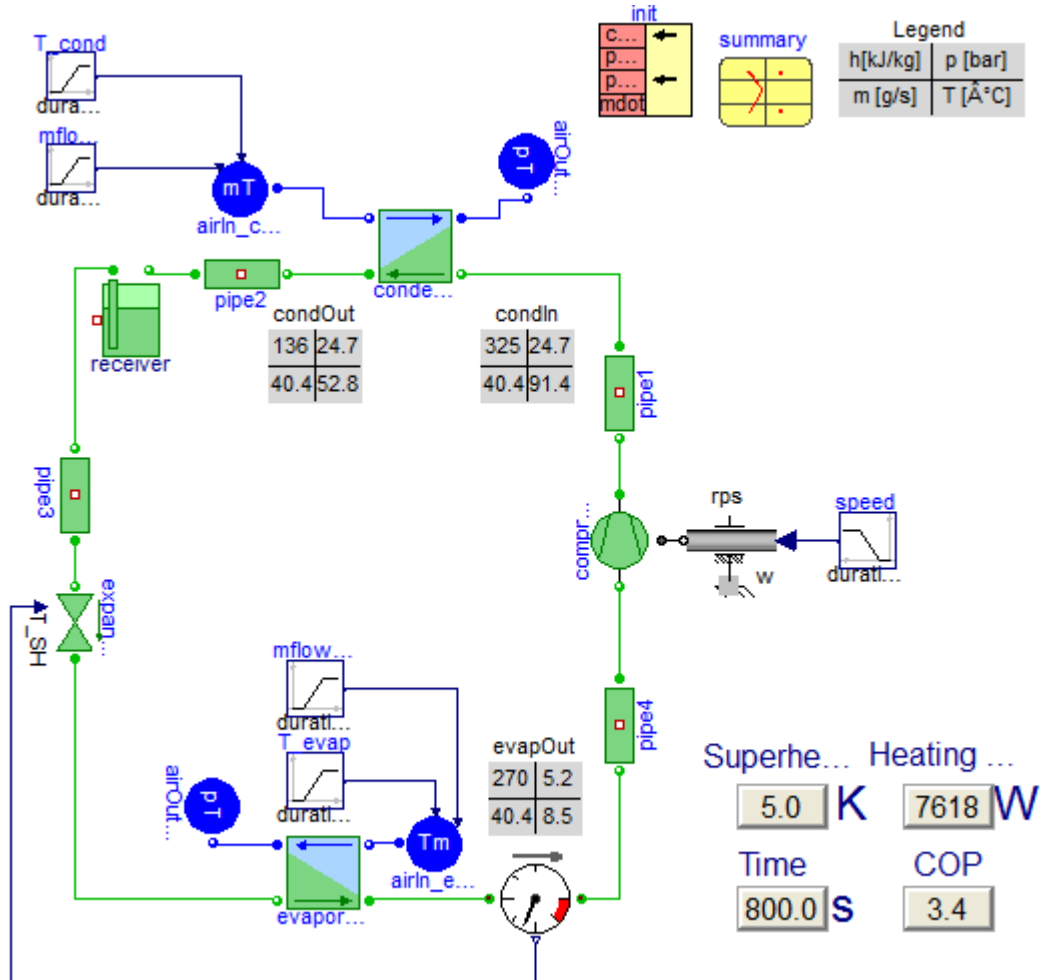 init
T_cond
dura...
mflo...
dura...
mT
airIn_c...
pT
airOut...
c...
p...
p...
mdot
summary
Legend
h[kJ/kg] p [bar]
m [g/s] T [Â°C]
receiver
pipe2
conde...
condOut
136 24.7
40.4 52.8
condIn
325 24.7
40.4 91.4
pipe1
pipe3
compr...
rps
w
speed
durati...
expan...
T_SH
mflow...
durati...
T_evap
durati...
pT
airOut...
Tm
airIn_e...
evapor...
evapOut
270 5.2
40.4 8.5
pipe4
Superhe... Heating ...
5.0 K 7618 W
Time COP
800.0 s 3.4